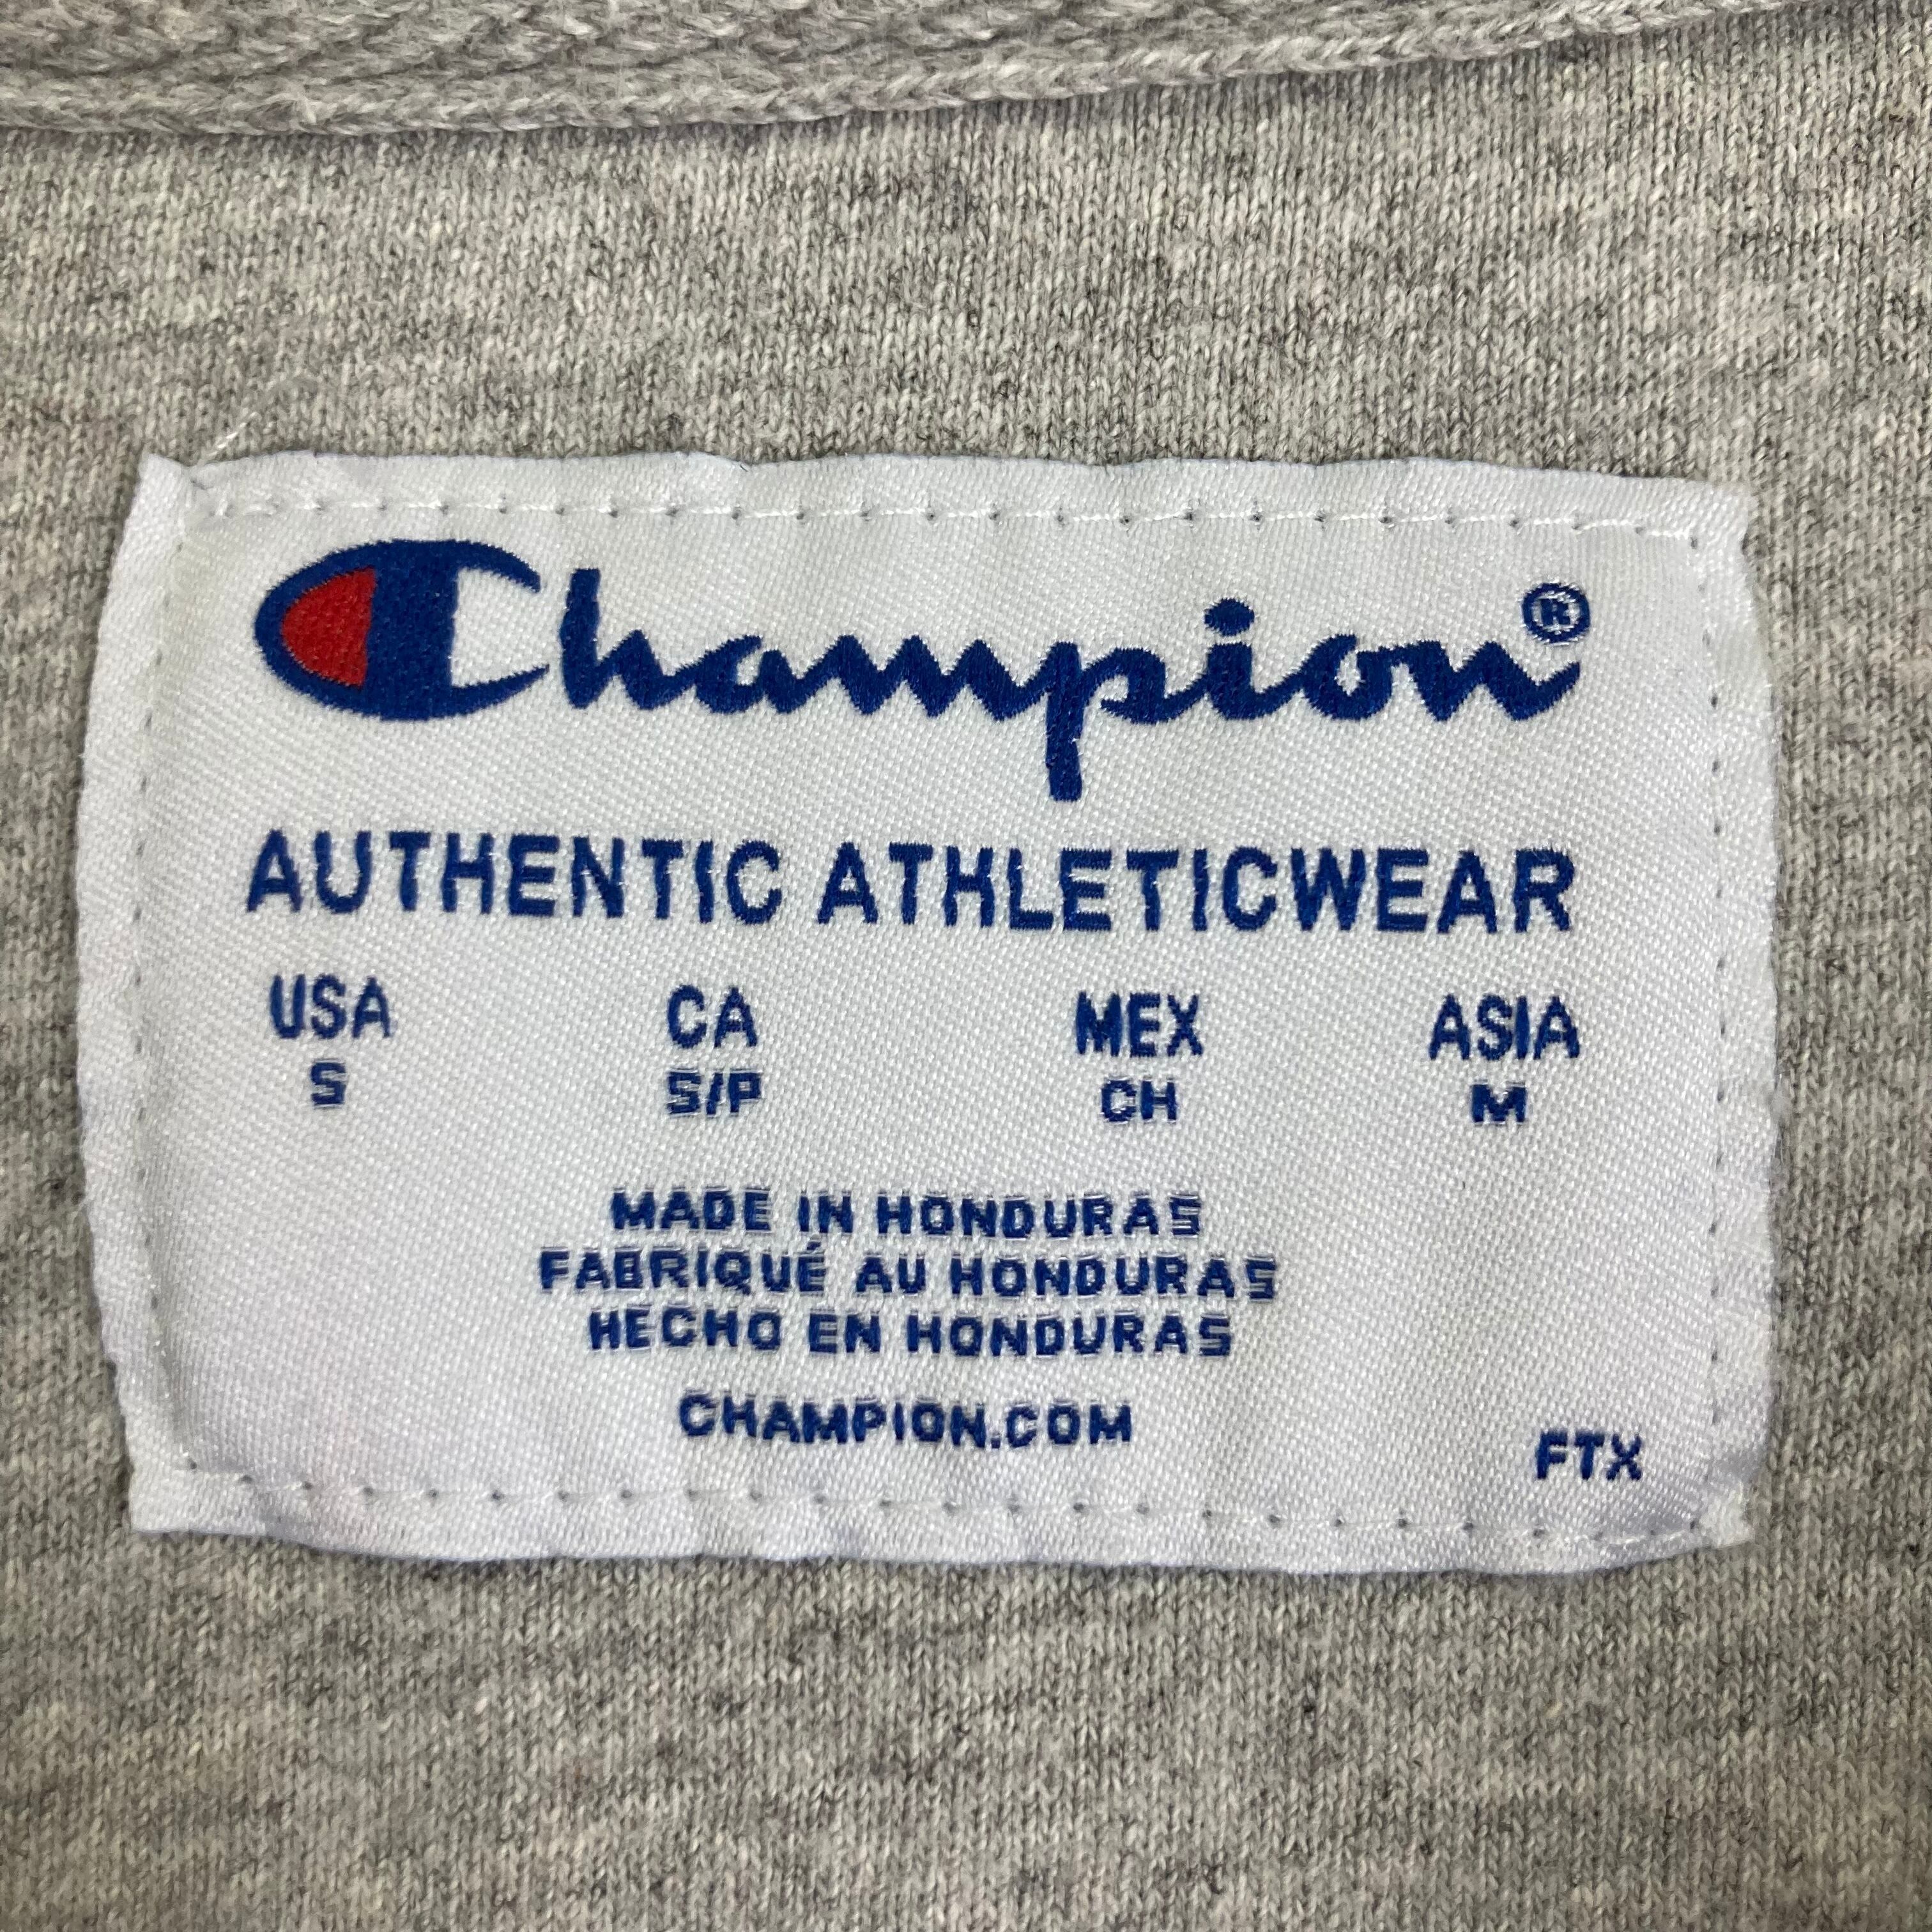 Champion®
AUTHENTIC ATHLETICWEAR
USA CA MEX ASIA
S S/P CH M
MADE IN HONDURAS
FABRIQUÉ AU HONDURAS
HECHO EN HONDURAS
CHAMPION.COM
FTX